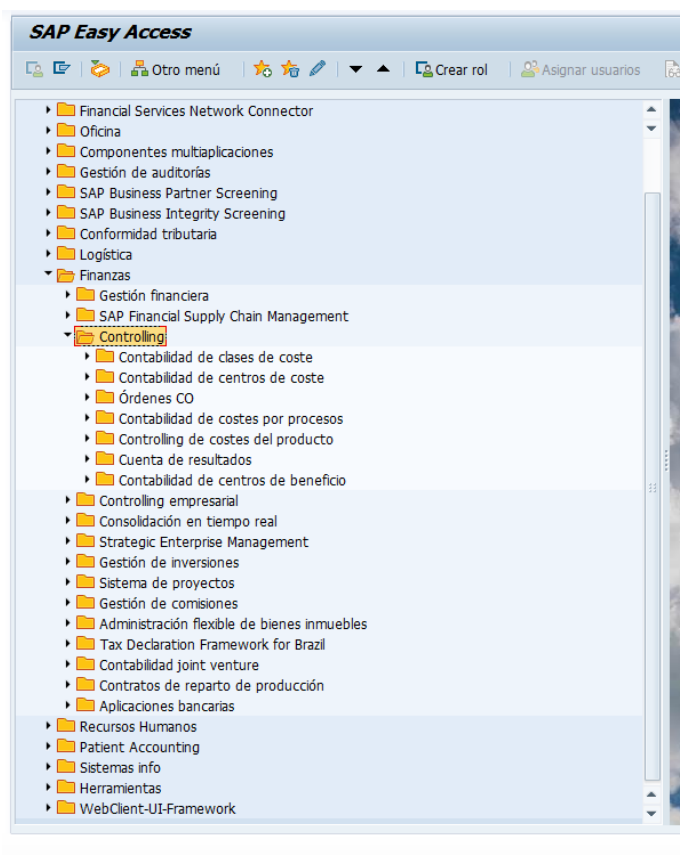 SAP Easy Access
Otro menú Crear rol Asignar usuarios
Financial Services Network Connector
Oficina
Componentes multiaplicaciones
Gestión de auditorías
SAP Business Partner Screening
SAP Business Integrity Screening
Conformidad tributaria
Logística
Finanzas
Gestión financiera
SAP Financial Supply Chain Management
Controlling
Contabilidad de clases de coste
Contabilidad de centros de coste
Órdenes CO
Contabilidad de costes por procesos
Controlling de costes del producto
Cuenta de resultados
Contabilidad de centros de beneficio
Controlling empresarial
Consolidación en tiempo real
Strategic Enterprise Management
Gestión de inversiones
Sistema de proyectos
Gestión de comisiones
Administración flexible de bienes inmuebles
Tax Declaration Framework for Brazil
Contabilidad joint venture
Contratos de reparto de producción
Aplicaciones bancarias
Recursos Humanos
Patient Accounting
Sistemas info
Herramientas
WebClient-UI-Framework